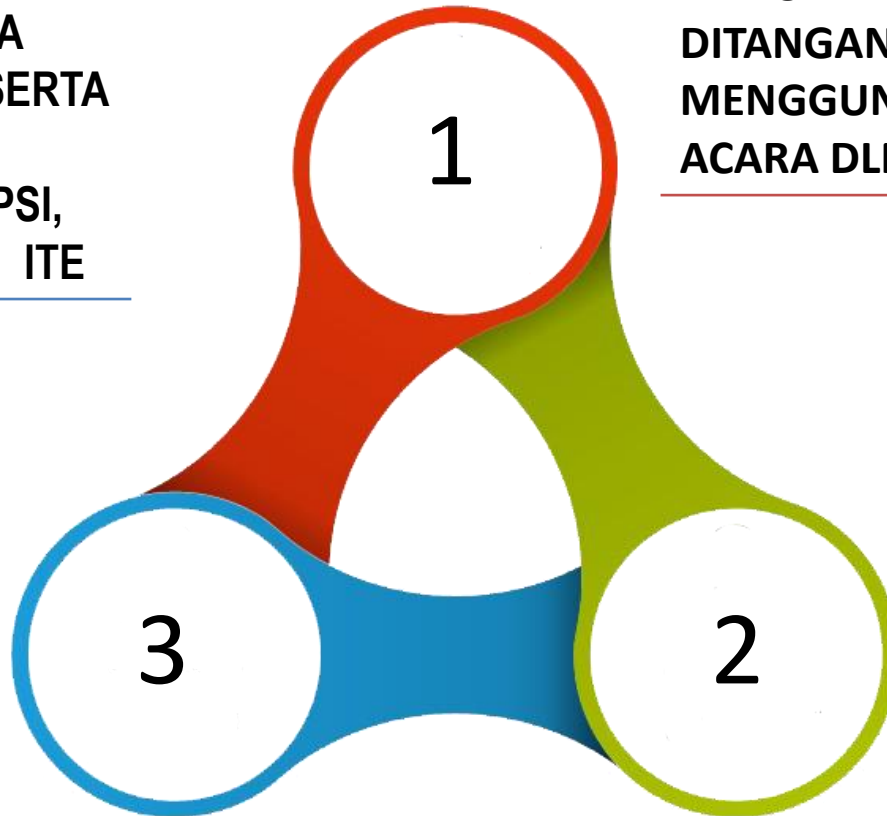 A
SERTA
PSI,
ITE
DITANGAN
MENGGUN
ACARA DL
1
3
2